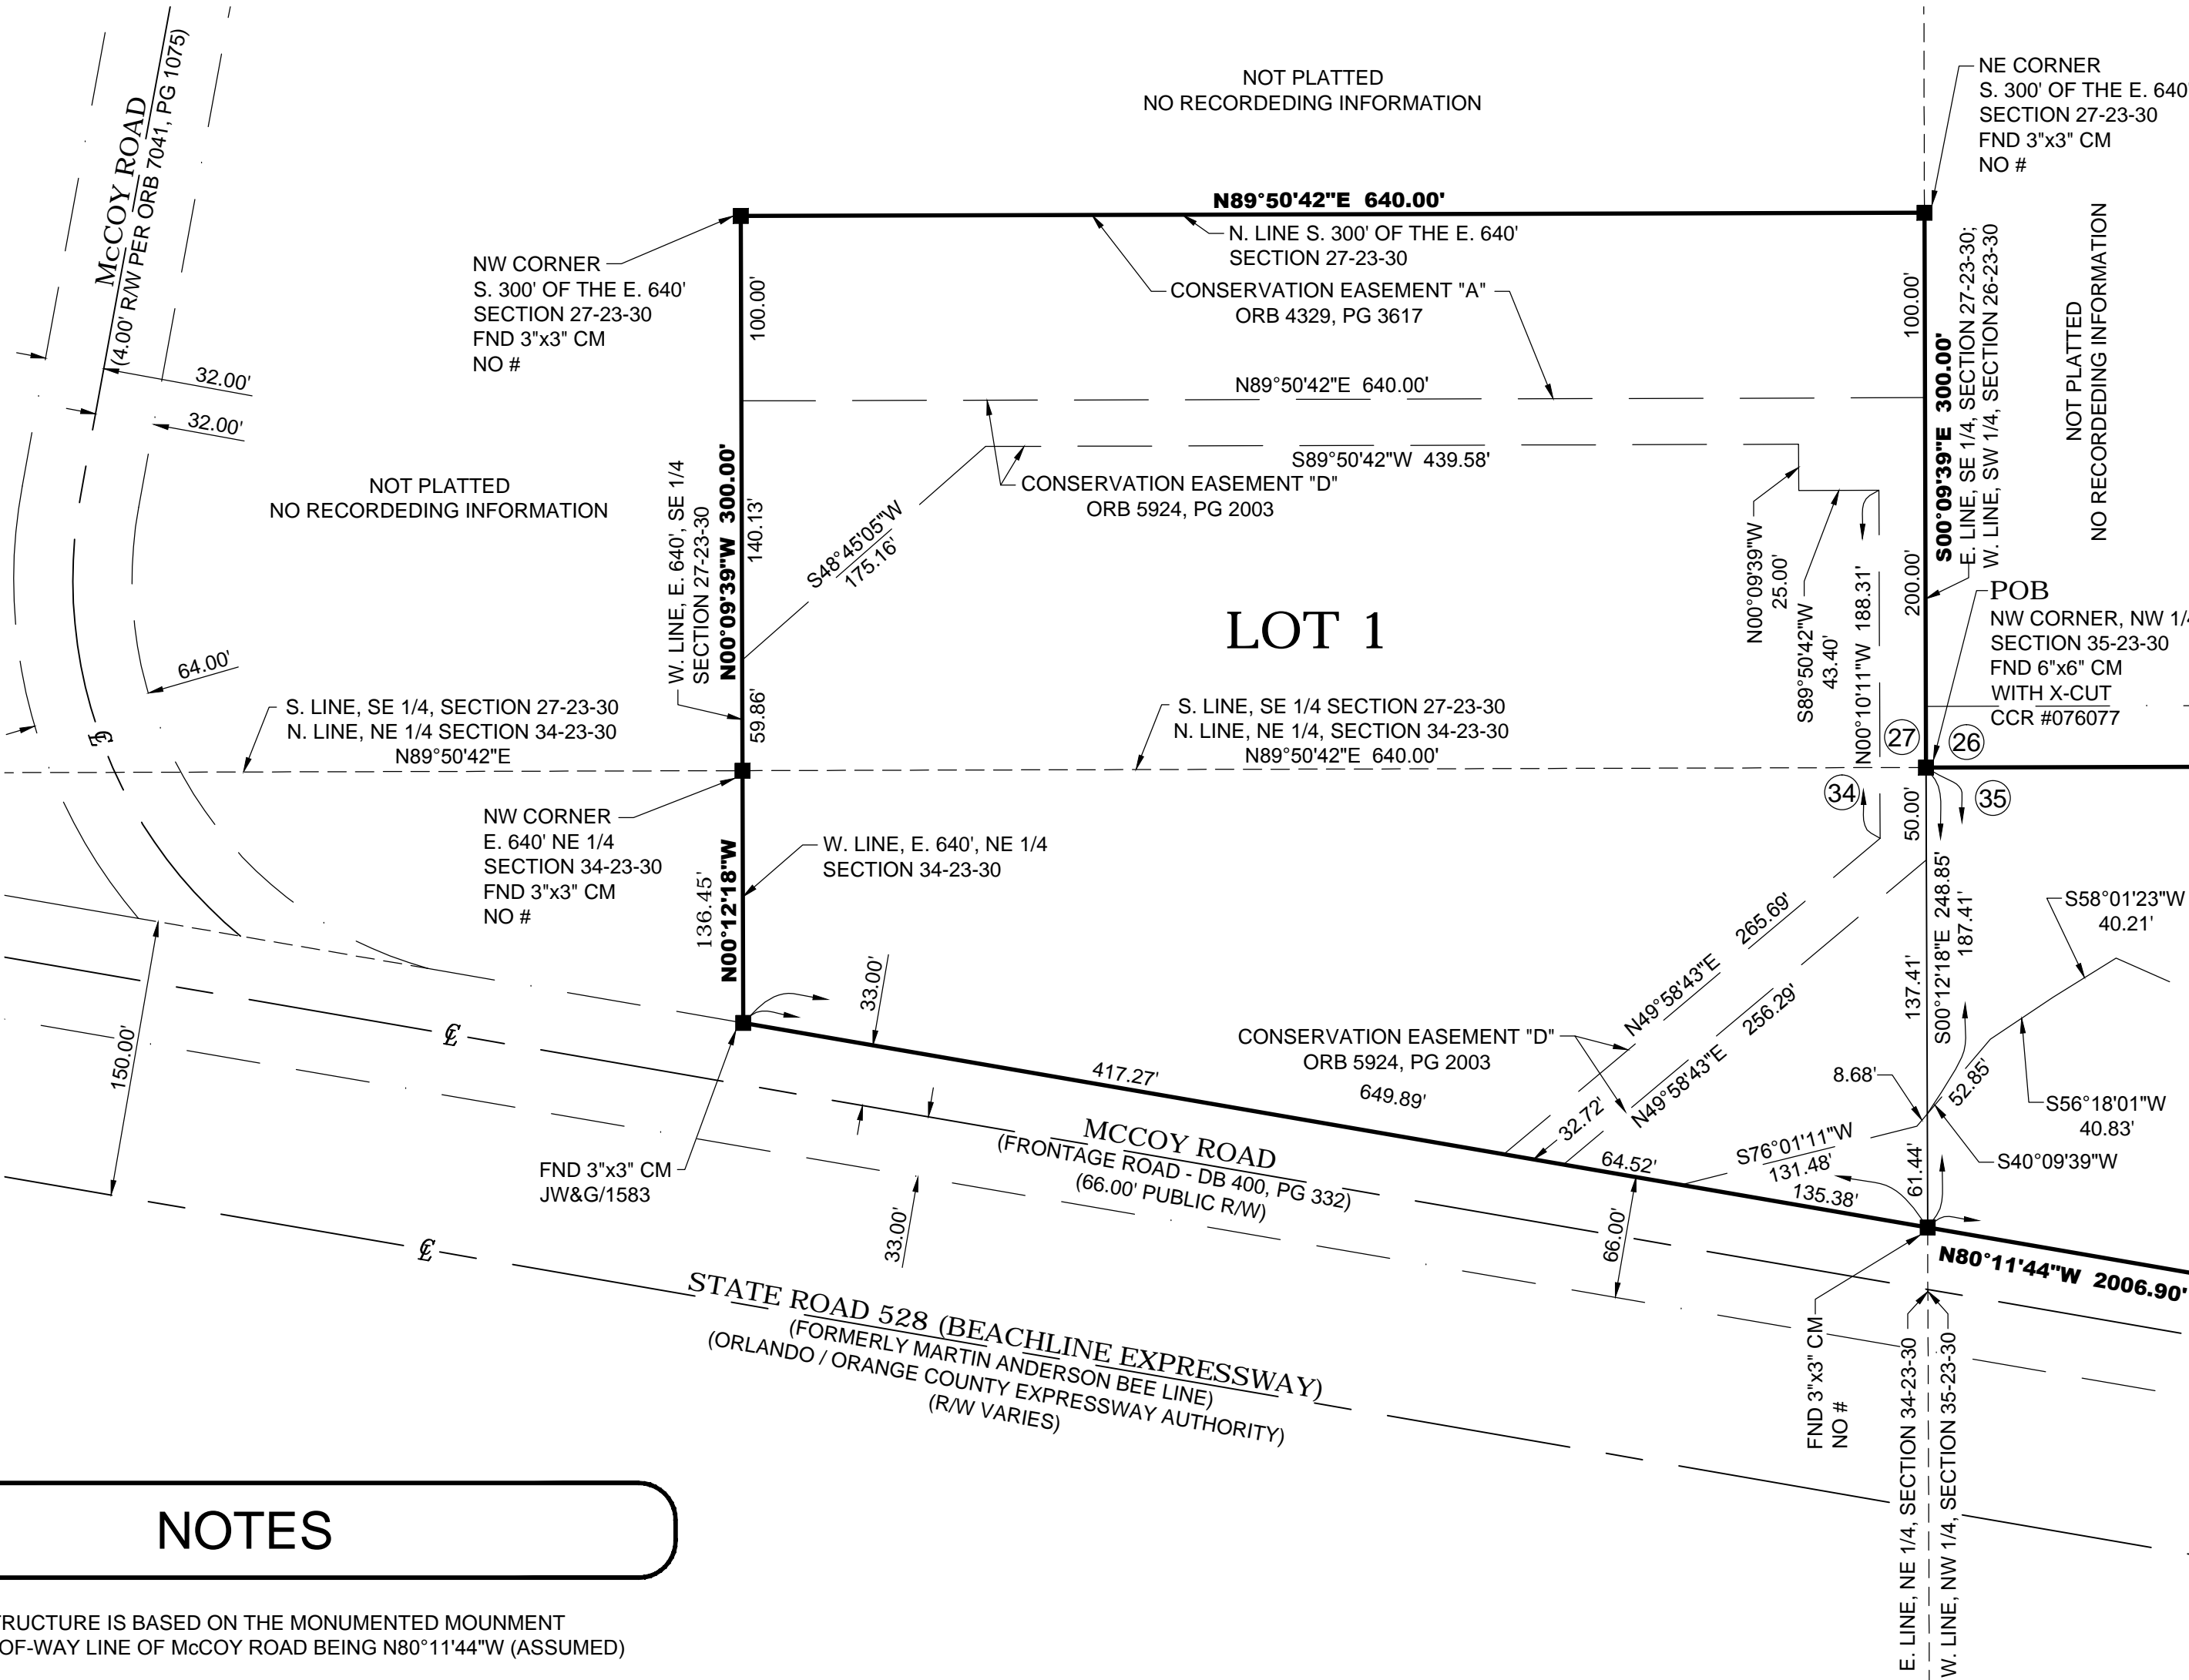 McCOY ROAD
(4.00' R/W PER ORB 7041, PG 1075)
32.00'
32.00'
64.00'
NOT PLATTED
NO RECORDEDING INFORMATION
NE CORNER
S. 300' OF THE E. 640'
SECTION 27-23-30
FND 3"x3" CM
NO #
N89°50'42"E 640.00'
N. LINE S. 300' OF THE E. 640'
SECTION 27-23-30
CONSERVATION EASEMENT "A"
ORB 4329, PG 3617
NW CORNER
S. 300' OF THE E. 640'
SECTION 27-23-30
FND 3"x3" CM
NO #
100.00'
100.00'
N89°50'42"E 640.00'
S89°50'42"W 439.58'
CONSERVATION EASEMENT "D"
ORB 5924, PG 2003
NOT PLATTED
NO RECORDEDING INFORMATION
W. LINE, E. 640', SE 1/4
SECTION 27-23-30
N00°09'39"W 300.00'
140.13'
59.86'
S48°45'05"W
175.16'
LOT 1
N00°09'39"W
25.00'
S89°50'42"W
43.40'
N00°10'11"W 188.31'
200.00'
S00°09'39"E 300.00'
E. LINE, SE 1/4, SECTION 27-23-30;
W. LINE, SW 1/4, SECTION 26-23-30
NOT PLATTED
NO RECORDEDING INFORMATION
POB
NW CORNER, NW 1/4
SECTION 35-23-30
FND 6"x6" CM
WITH X-CUT
CCR #076077
S. LINE, SE 1/4, SECTION 27-23-30
N. LINE, NE 1/4 SECTION 34-23-30
N89°50'42"E
S. LINE, SE 1/4 SECTION 27-23-30
N. LINE, NE 1/4, SECTION 34-23-30
N89°50'42"E 640.00'
27
26
34
35
NW CORNER
E. 640' NE 1/4
SECTION 34-23-30
FND 3"x3" CM
NO #
136.45'
N00°12'18"W
W. LINE, E. 640', NE 1/4
SECTION 34-23-30
50.00'
137.41'
S00°12'18"E 248.85'
187.41'
S58°01'23"W
40.21'
N49°58'43"E 265.69'
N49°58'43"E 256.29'
33.00'
CONSERVATION EASEMENT "D"
ORB 5924, PG 2003
8.68'
52.85'
S56°18'01"W
40.83'
S40°09'39"W
150.00'
417.27'
649.89'
32.72'
64.52'
S76°01'11"W
131.48'
135.38'
61.44'
FND 3"x3" CM
JW&G/1583
MCCOY ROAD
(FRONTAGE ROAD - DB 400, PG 332)
(66.00' PUBLIC R/W)
33.00'
66.00'
N80°11'44"W 2006.90'
STATE ROAD 528 (BEACHLINE EXPRESSWAY)
(FORMERLY MARTIN ANDERSON BEE LINE)
(ORLANDO / ORANGE COUNTY EXPRESSWAY AUTHORITY)
(R/W VARIES)
FND 3"x3" CM
NO #
E. LINE, NE 1/4, SECTION 34-23-30
W. LINE, NW 1/4, SECTION 35-23-30
NOTES
TRUCTURE IS BASED ON THE MONUMENTED MOUNMENT
OF-WAY LINE OF McCOY ROAD BEING N80°11'44"W (ASSUMED)